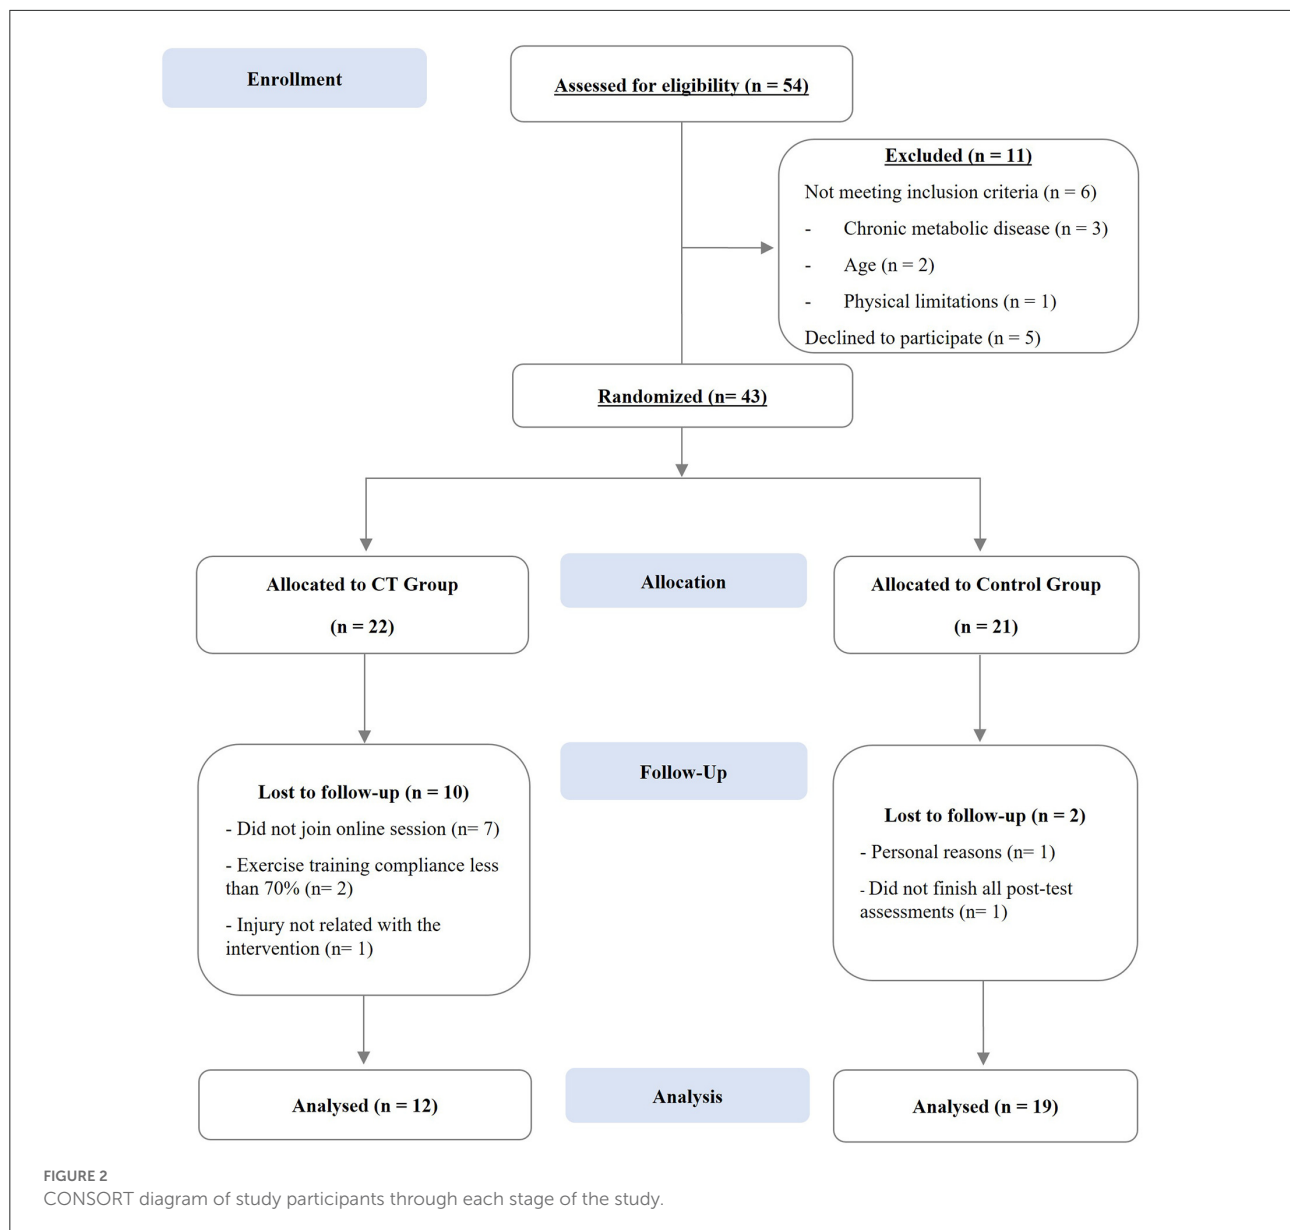 Enrollment
Assessed for eligibility (n = 54)
Excluded (n = 11)
Not meeting inclusion criteria (n = 6)
- Chronic metabolic disease (n = 3)
- Age (n = 2)
- Physical limitations (n = 1)
Declined to participate (n = 5)
Randomized (n= 43)
Allocated to CT Group
(n = 22)
Allocation
Allocated to Control Group
(n = 21)
Follow-Up
Lost to follow-up (n = 10)
- Did not join online session (n= 7)
- Exercise training compliance less
than 70% (n= 2)
- Injury not related with the
intervention (n= 1)
Lost to follow-up (n = 2)
- Personal reasons (n= 1)
- Did not finish all post-test
assessments (n= 1)
Analysed (n = 12)
Analysis
Analysed (n = 19)
FIGURE 2
CONSORT diagram of study participants through each stage of the study.